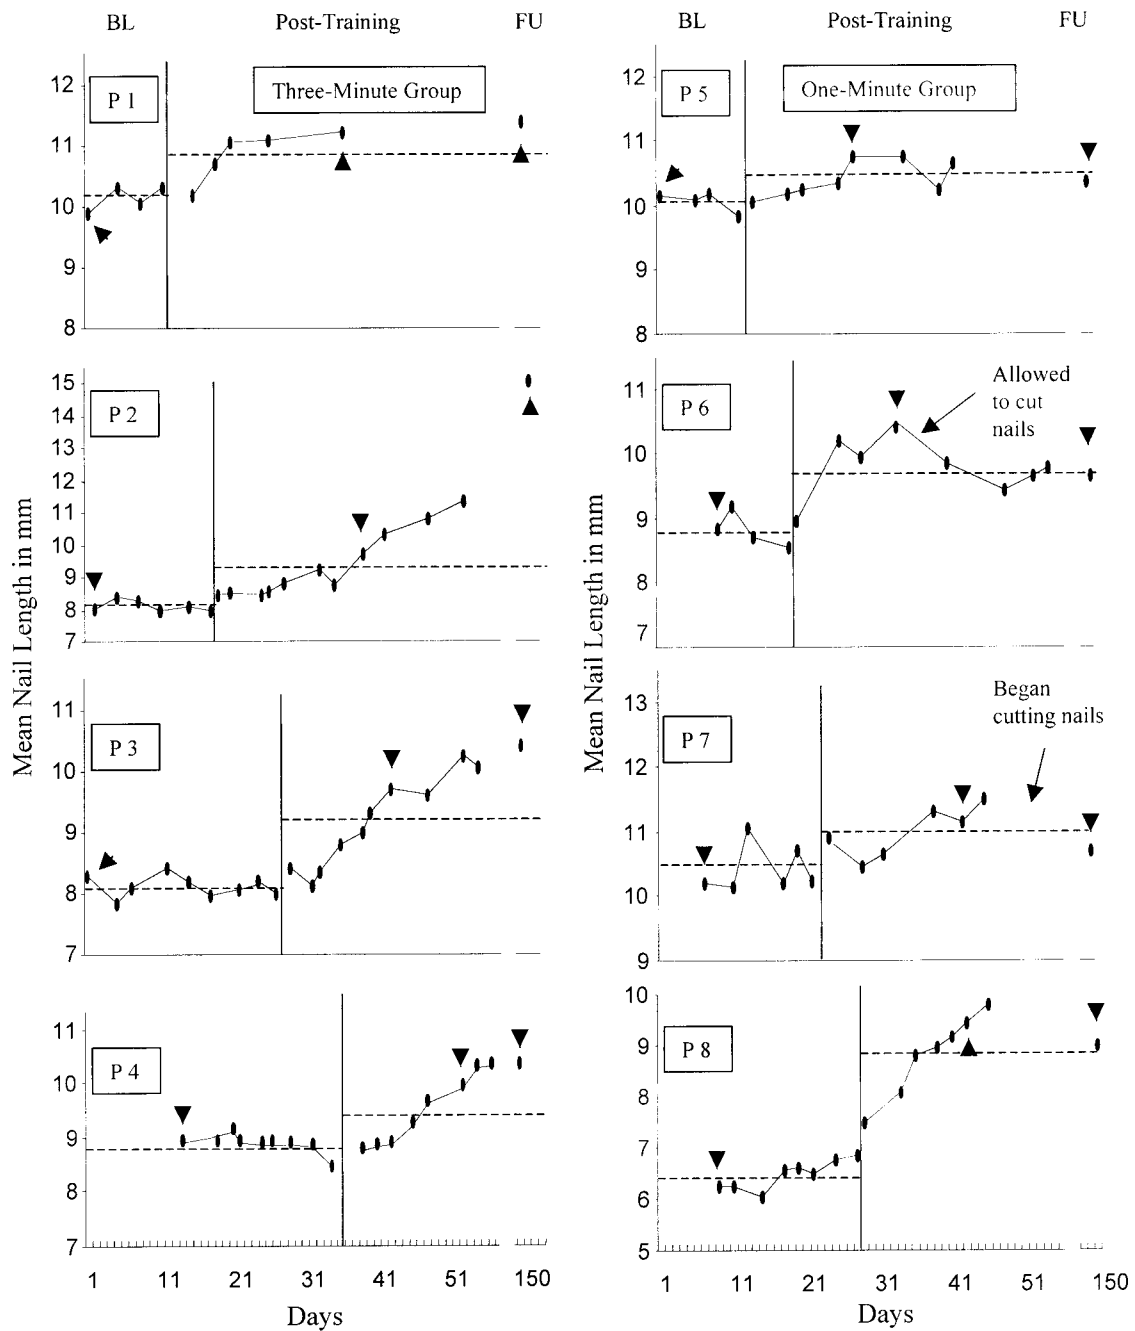 BL Post-Training FU
P 1
Three-Minute Group
12
11
10
9
8
P 2
15
14
13
12
11
10
9
8
7
P 3
11
10
9
8
7
P 4
11
10
9
8
7
1 11 21 31 41 51 150
Days
Mean Nail Length in mm
BL Post-Training FU
P 5
One-Minute Group
12
11
10
9
8
P 6
Allowed
to cut
nails
11
10
9
8
7
P 7
Began
cutting nails
13
12
11
10
9
P 8
10
9
8
7
6
5
1 11 21 31 41 51 150
Days
Mean Nail Length in mm